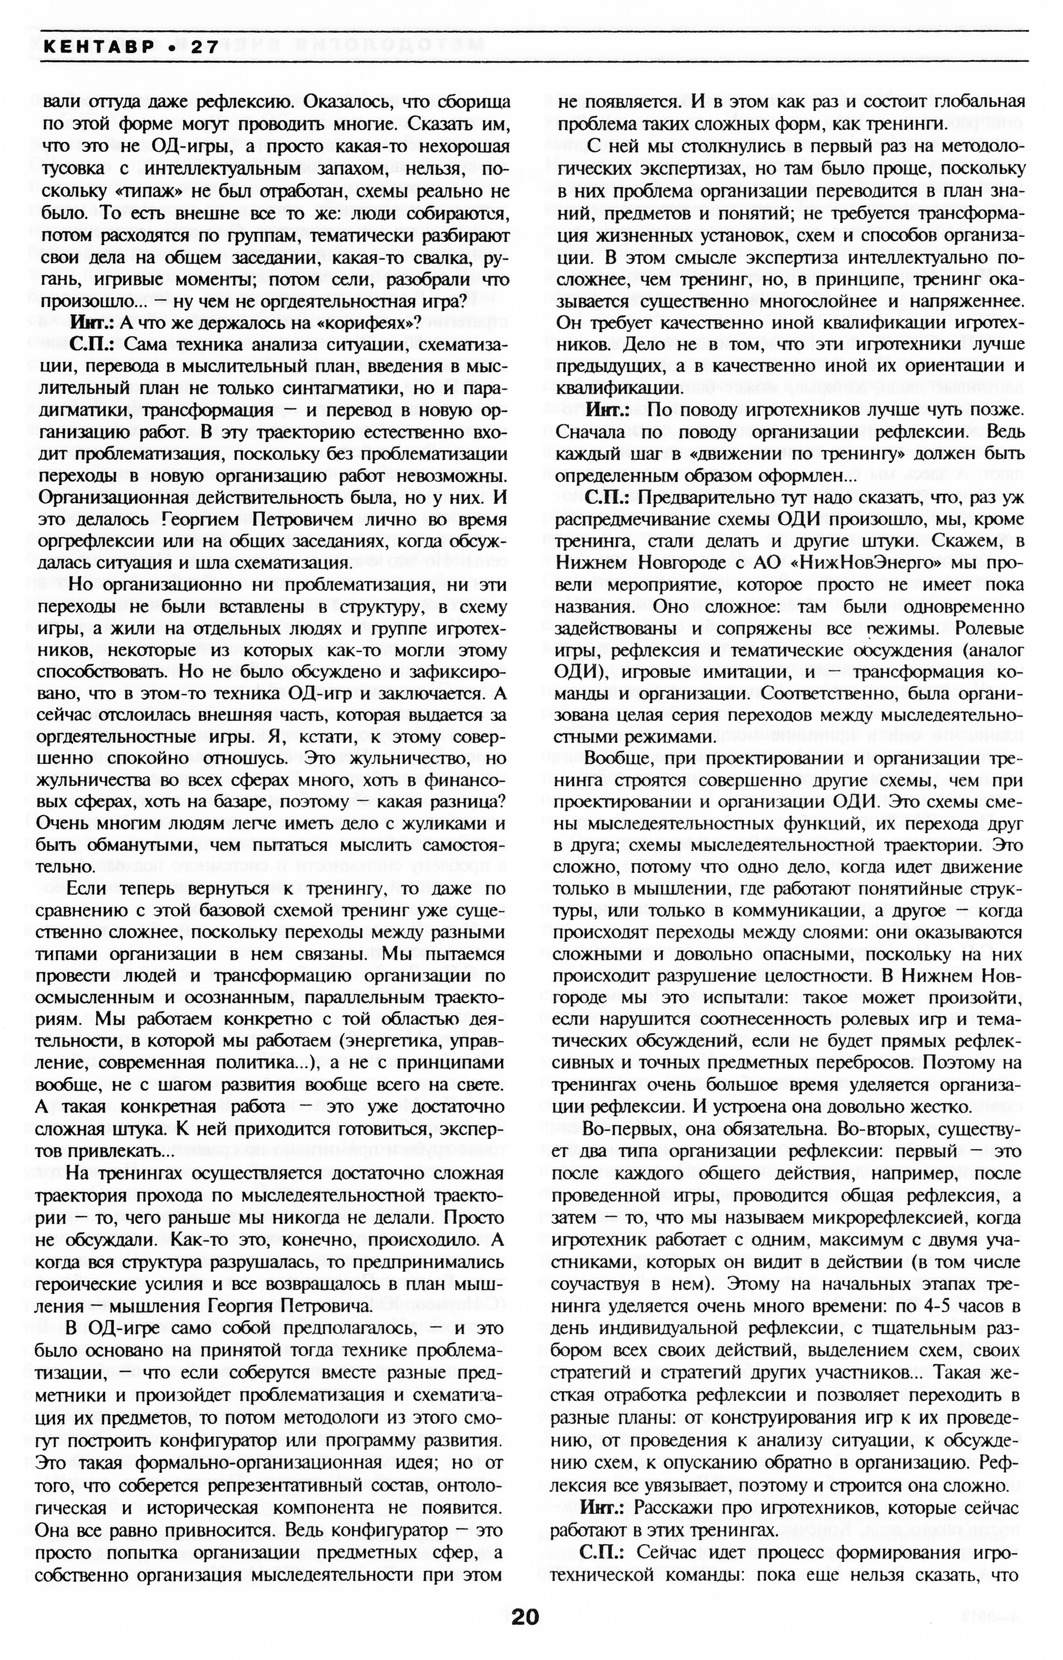 КЕНТАВР • 27
вали оттуда даже рефлексию. Оказалось, что сборища
по этой форме могут проводить многие. Сказать им,
что это не ОД-игры, а просто какая-то нехорошая
тусовка с интеллектуальным запахом, нельзя, по-
скольку «типаж» не был отработан, схемы реально не
было. То есть внешне все то же: люди собираются,
потом расходятся по группам, тематически разбирают
свои дела на общем заседании, какая-то свалка, ру-
гань, игривые моменты; потом сели, разобрали что
произошло... — ну чем не оргдеятельностная игра?
Инт.: А что же держалось на «корифеях»?
С.П.: Сама техника анализа ситуации, схематиза-
ции, перевода в мыслительный план, введения в мыс-
лительный план не только синтагматики, но и пара-
дигматики, трансформация — и перевод в новую ор-
ганизацию работ. В эту траекторию естественно вхо-
дит проблематизация, поскольку без проблематизации
переходы в новую организацию работ невозможны.
Организационная действительность была, но у них. И
это делалось Георгием Петровичем лично во время
оргрефлексии или на общих заседаниях, когда обсуж-
далась ситуация и шла схематизация.
Но организационно ни проблематизация, ни эти
переходы не были вставлены в структуру, в схему
игры, а жили на отдельных людях и группе игротех-
ников, некоторые из которых как-то могли этому
способствовать. Но не было обсуждено и зафиксиро-
вано, что в этом-то техника ОД-игр и заключается. А
сейчас отслоилась внешняя часть, которая выдается за
оргдеятельностные игры. Я, кстати, к этому совер-
шенно спокойно отношусь. Это жульничество, но
жульничества во всех сферах много, хоть в финансо-
вых сферах, хоть на базаре, поэтому — какая разница?
Очень многим людям легче иметь дело с жуликами и
быть обманутыми, чем пытаться мыслить самостоя-
тельно.
Если теперь вернуться к тренингу, то даже по
сравнению с этой базовой схемой тренинг уже суще-
ственно сложнее, поскольку переходы между разными
типами организации в нем связаны. Мы пытаемся
провести людей и трансформацию организации по
осмысленным и осознанным, параллельным траекто-
риям. Мы работаем конкретно с той областью дея-
тельности, в которой мы работаем (энергетика, управ-
ление, современная политика...), а не с принципами
вообще, не с шагом развития вообще всего на свете.
А такая конкретная работа — это уже достаточно
сложная штука. К ней приходится готовиться, экспер-
тов привлекать...
На тренингах осуществляется достаточно сложная
траектория прохода по мыследеятельностной траекто-
рии — то, чего раньше мы никогда не делали. Просто
не обсуждали. Как-то это, конечно, происходило. А
когда вся структура разрушалась, то предпринимались
героические усилия и все возвращалось в план мыш-
ления — мышления Георгия Петровича.
В ОД-игре само собой предполагалось, — и это
было основано на принятой тогда технике проблема-
тизации, — что если соберутся вместе разные пред-
метники и произойдет проблематизация и схематиза-
ция их предметов, то потом методологи из этого смо-
гут построить конфигуратор или программу развития.
Это такая формально-организационная идея; но от
того, что соберется репрезентативный состав, онтоло-
гическая и историческая компонента не появится.
Она все равно привносится. Ведь конфигуратор — это
просто попытка организации предметных сфер, а
собственно организация мыследеятельности при этом
не появляется. И в этом как раз и состоит глобальная
проблема таких сложных форм, как тренинги.
С ней мы столкнулись в первый раз на методоло-
гических экспертизах, но там было проще, поскольку
в них проблема организации переводится в план зна-
ний, предметов и понятий; не требуется трансформа-
ция жизненных установок, схем и способов организа-
ции. В этом смысле экспертиза интеллектуально по-
сложнее, чем тренинг, но, в принципе, тренинг ока-
зывается существенно многослойнее и напряженнее.
Он требует качественно иной квалификации игротех-
ников. Дело не в том, что эти игротехники лучше
предыдущих, а в качественно иной их ориентации и
квалификации.
Инт.: По поводу игротехников лучше чуть позже.
Сначала по поводу организации рефлексии. Ведь
каждый шаг в «движении по тренингу» должен быть
определенным образом оформлен...
С.П.: Предварительно тут надо сказать, что, раз уж
распредмечивание схемы ОДИ произошло, мы, кроме
тренинга, стали делать и другие штуки. Скажем, в
Нижнем Новгороде с АО «НижНовЭнерго» мы про-
вели мероприятие, которое просто не имеет пока
названия. Оно сложное: там были одновременно
задействованы и сопряжены все режимы. Ролевые
игры, рефлексия и тематические обсуждения (аналог
ОДИ), игровые имитации, и — трансформация ко-
манды и организации. Соответственно, была органи-
зована целая серия переходов между мыследеятельно-
стными режимами.
Вообще, при проектировании и организации тре-
нинга строятся совершенно другие схемы, чем при
проектировании и организации ОДИ. Это схемы сме-
ны мыследеятельностных функций, их перехода друг
в друга; схемы мыследеятельностной траектории. Это
сложно, потому что одно дело, когда идет движение
только в мышлении, где работают понятийные струк-
туры, или только в коммуникации, а другое — когда
происходят переходы между слоями: они оказываются
сложными и довольно опасными, поскольку на них
происходит разрушение целостности. В Нижнем Нов-
городе мы это испытали: такое может произойти,
если нарушится соотнесенность ролевых игр и тема-
тических обсуждений, если не будет прямых рефлек-
сивных и точных предметных перебросов. Поэтому на
тренингах очень большое время уделяется организа-
ции рефлексии. И устроена она довольно жестко.
Во-первых, она обязательна. Во-вторых, существу-
ет два типа организации рефлексии: первый — это
после каждого общего действия, например, после
проведенной игры, проводится общая рефлексия, а
затем — то, что мы называем микрорефлексией, когда
игротехник работает с одним, максимум с двумя уча-
стниками, которых он видит в действии (в том числе
соучаствуя в нем). Этому на начальных этапах тре-
нинга уделяется очень много времени: по 4-5 часов в
день индивидуальной рефлексии, с тщательным раз-
бором всех своих действий, выделением схем, своих
стратегий и стратегий других участников... Такая же-
сткая отработка рефлексии и позволяет переходить в
разные планы: от конструирования игр к их проведе-
нию, от проведения к анализу ситуации, к обсужде-
нию схем, к опусканию обратно в организацию. Реф-
лексия все увязывает, поэтому и строится она сложно.
Инт.: Расскажи про игротехников, которые сейчас
работают в этих тренингах.
С.П.: Сейчас идет процесс формирования игро-
технической команды: пока еще нельзя сказать, что
20